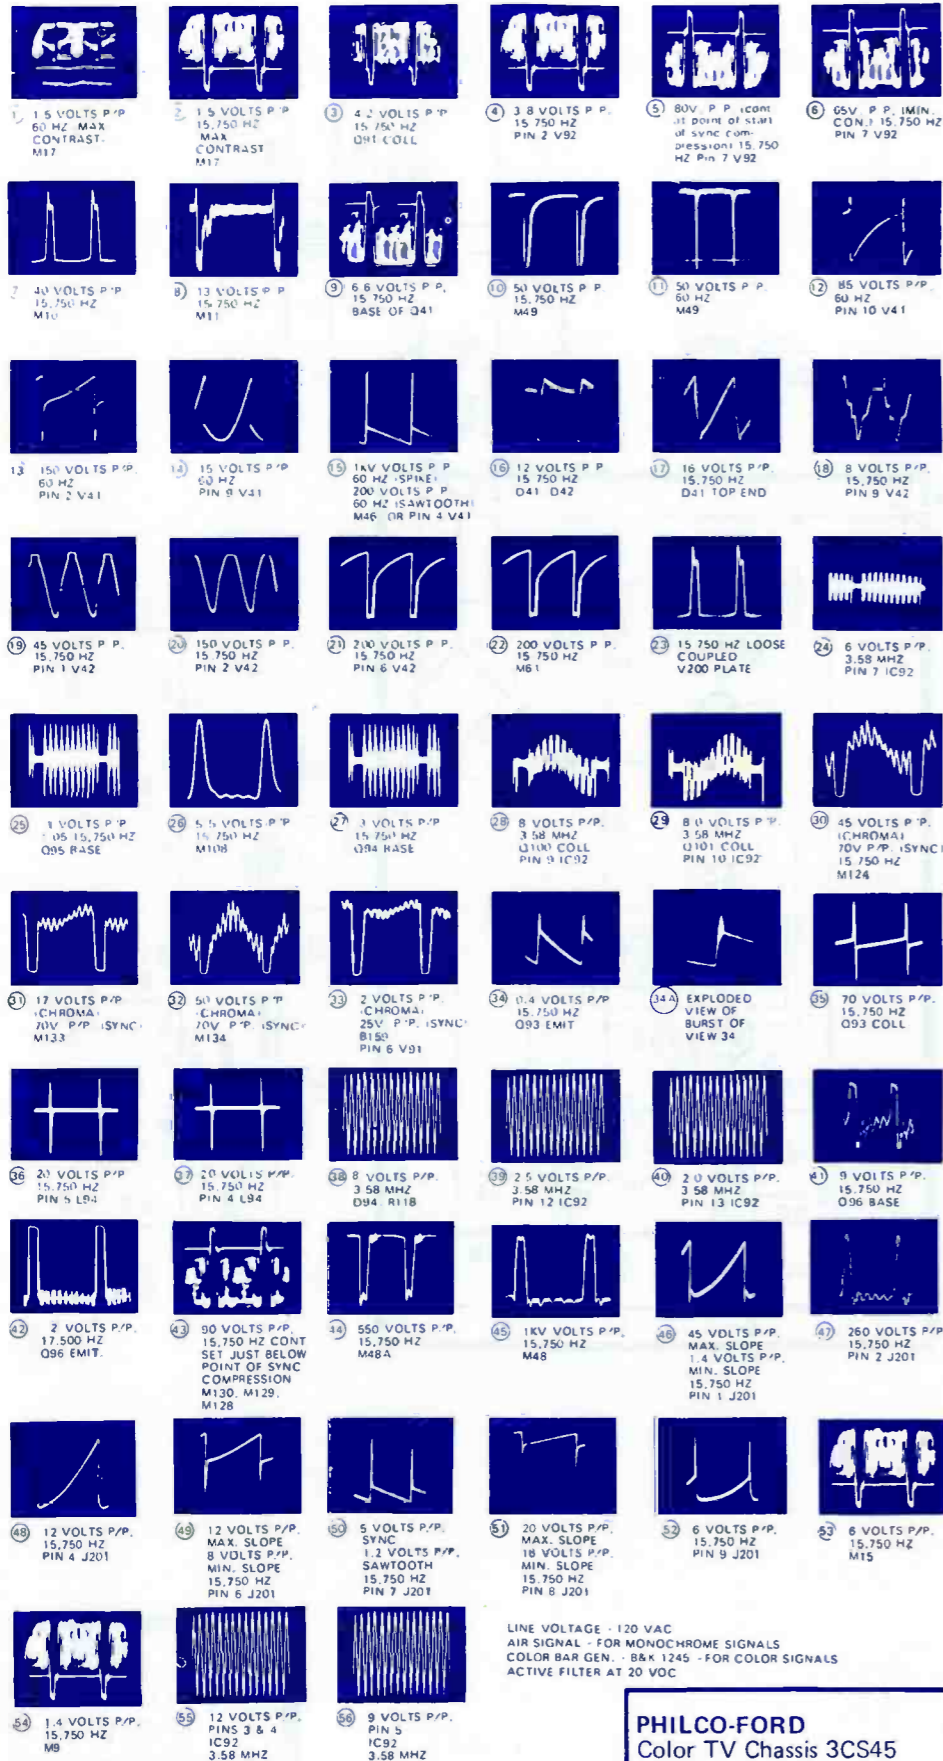 1 1.5 VOLTS P/P
60 HZ MAX
CONTRAST
M17
2 1.5 VOLTS P/P
15,750 HZ
MAX
CONTRAST
M17
3 4.2 VOLTS P/P
15,750 HZ
Q91 COLL
4 3.8 VOLTS P P.
15 750 HZ
PIN 2 V92
5 80V. P P (cont
at point of start
of sync com-
pression) 15,750
HZ Pin 7 V92
6 65V. P P. (MIN.
CON.) 15,750 HZ
PIN 7 V92
7 40 VOLTS P/P
15,750 HZ
M10
8 13 VOLTS P P
15,750 HZ
M11
9 6.6 VOLTS P P,
15 750 HZ
BASE OF Q41
10 50 VOLTS P P.
15,750 HZ
M49
11 50 VOLTS P P.
60 HZ
M49
12 85 VOLTS P/P.
60 HZ
PIN 10 V41
13 150 VOLTS P/P.
60 HZ
PIN 2 V41
14 15 VOLTS P/P
60 HZ
PIN 9 V41
15 1KV VOLTS P P
60 HZ (SPIKE)
200 VOLTS P P
60 HZ (SAWTOOTH)
M46 OR PIN 4 V41
16 12 VOLTS P P
15 750 HZ
D41 D42
17 16 VOLTS P/P.
15,750 HZ
D41 TOP END
18 8 VOLTS P/P.
15,750 HZ
PIN 9 V42
19 45 VOLTS P P.
15,750 HZ
PIN 1 V42
20 150 VOLTS P P.
15,750 HZ
PIN 2 V42
21 200 VOLTS P P.
15 750 HZ
PIN 6 V42
22 200 VOLTS P P.
15 750 HZ
M61
23 15 750 HZ LOOSE
COUPLED
V200 PLATE
24 6 VOLTS P/P.
3.58 MHZ
PIN 7 IC92
25 VOLTS P/P
15,750 HZ
Q95 BASE
26 5.5 VOLTS P/P
15 750 HZ
M108
27 3 VOLTS P/P
15 750 HZ
Q94 BASE
28 8 VOLTS P/P.
3 58 MHZ
Q100 COLL
PIN 9 IC92
29 8 0 VOLTS P/P.
3 58 MHZ
Q101 COLL
PIN 10 IC92
30 45 VOLTS P/P.
(CHROMA)
70V P/P. (SYNC)
15 750 HZ
M124
31 17 VOLTS P/P
(CHROMA)
70V P/P (SYNC)
M133
32 50 VOLTS P/P
(CHROMA)
70V P/P. (SYNC)
M134
33 2 VOLTS P/P.
(CHROMA)
25V P/P. (SYNC)
B159
PIN 6 V91
34 0.4 VOLTS P/P
15.750 HZ
Q93 EMIT
34A EXPLODED
VIEW OF
BURST OF
VIEW 34
35 70 VOLTS P/P.
15,750 HZ
Q93 COLL
36 20 VOLTS P/P
15.750 HZ
PIN 5 L94
37 20 VOLTS P/P.
15,750 HZ
PIN 4 L94
38 8 VOLTS P/P.
3 58 MHZ
D94. R118
39 2 5 VOLTS P/P.
3.58 MHZ
PIN 12 IC92
40 2 0 VOLTS P/P.
3 58 MHZ
PIN 13 IC92
41 9 VOLTS P/P.
15,750 HZ
Q96 BASE
42 2 VOLTS P/P.
17,500 HZ
Q96 EMIT.
43 90 VOLTS P/P,
15,750 HZ CONT
SET JUST BELOW
POINT OF SYNC
COMPRESSION
M130. M129.
M128
44 550 VOLTS P/P.
15,750 HZ
M48A
45 1KV VOLTS P/P.
15,750 HZ
M48
46 45 VOLTS P/P.
MAX. SLOPE
1.4 VOLTS P/P.
MIN. SLOPE
15,750 HZ
PIN 1 J201
47 260 VOLTS P/P
15,750 HZ
PIN 2 J201
48 12 VOLTS P/P.
15,750 HZ
PIN 4 J201
49 12 VOLTS P/P.
MAX. SLOPE
8 VOLTS P/P.
MIN. SLOPE
15,750 HZ
PIN 6 J201
50 5 VOLTS P/P.
SYNC
1.2 VOLTS P/P.
SAWTOOTH
15,750 HZ
PIN 7 J201
51 20 VOLTS P/P.
MAX. SLOPE
16 VOLTS P/P.
MIN. SLOPE
15,750 HZ
PIN 8 J201
52 6 VOLTS P/P.
15,750 HZ
PIN 9 J201
53 6 VOLTS P/P.
15,750 HZ
M15
54 1.4 VOLTS P/P.
15,750 HZ
M9
55 12 VOLTS P/P.
PINS 3 & 4
IC92
3.58 MHZ
56 9 VOLTS P/P.
PIN 5
IC92
3.58 MHZ
LINE VOLTAGE - 120 VAC
AIR SIGNAL - FOR MONOCHROME SIGNALS
COLOR BAR GEN. - B&K 1245 - FOR COLOR SIGNALS
ACTIVE FILTER AT 20 VDC
PHILCO-FORD
Color TV Chassis 3CS45